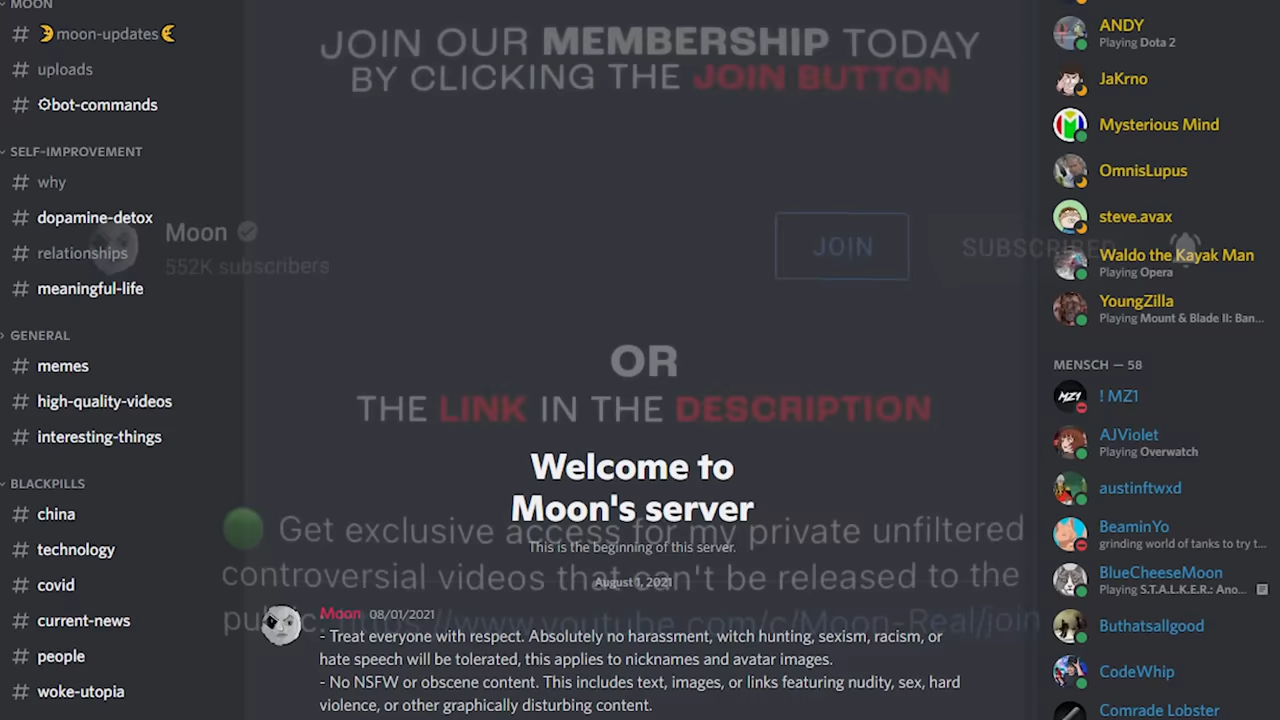 MOON
# 🌛moon-updates🌜
# uploads
# ⚙bot-commands
SELF-IMPROVEMENT
# why
# dopamine-detox
# relationships
# meaningful-life
GENERAL
# memes
# high-quality-videos
# interesting-things
BLACKPILLS
# china
# technology
# covid
# current-news
# people
# woke-utopia
JOIN OUR MEMBERSHIP TODAY
BY CLICKING THE JOIN BUTTON
Moon
552K subscribers
JOIN
SUBSCRIBED
OR
THE LINK IN THE DESCRIPTION
Welcome to
Moon's server
This is the beginning of this server.
Get exclusive access for my private unfiltered
controversial videos that can't be released to the
public. https://www.youtube.com/c/Moon-Real/join
August 1, 2021
Moon 08/01/2021
- Treat everyone with respect. Absolutely no harassment, witch hunting, sexism, racism, or
hate speech will be tolerated, this applies to nicknames and avatar images.
- No NSFW or obscene content. This includes text, images, or links featuring nudity, sex, hard
violence, or other graphically disturbing content.
ANDY
Playing Dota 2
JaKrno
Mysterious Mind
OmnisLupus
steve.avax
Waldo the Kayak Man
Playing Opera
YoungZilla
Playing Mount & Blade II: Ban...
MENSCH — 58
MZ1
! MZ1
AJViolet
Playing Overwatch
austinftwxd
BeaminYo
grinding world of tanks to try t...
BlueCheeseMoon
Playing S.T.A.L.K.E.R.: Ano...
Buthatsallgood
CodeWhip
Comrade Lobster